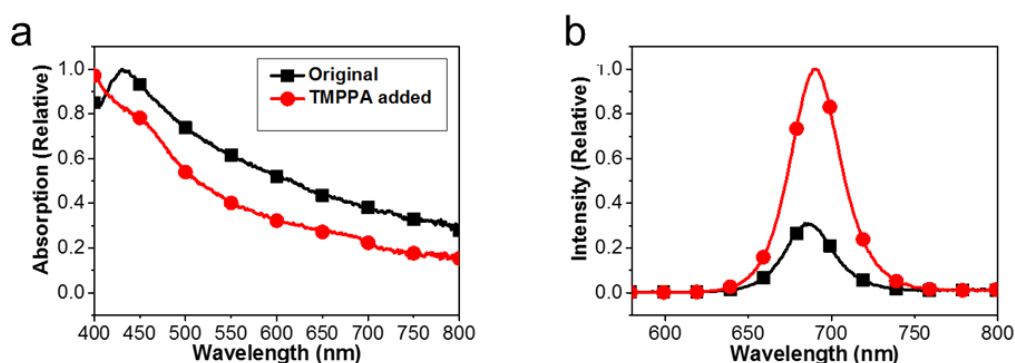 a
Absorption (Relative)
1.0
0.8
0.6
0.4
0.2
0.0
Original
TMPPA added
400 450 500 550 600 650 700 750 800
Wavelength (nm)
b
Intensity (Relative)
1.0
0.8
0.6
0.4
0.2
0.0
600 650 700 750 800
Wavelength (nm)